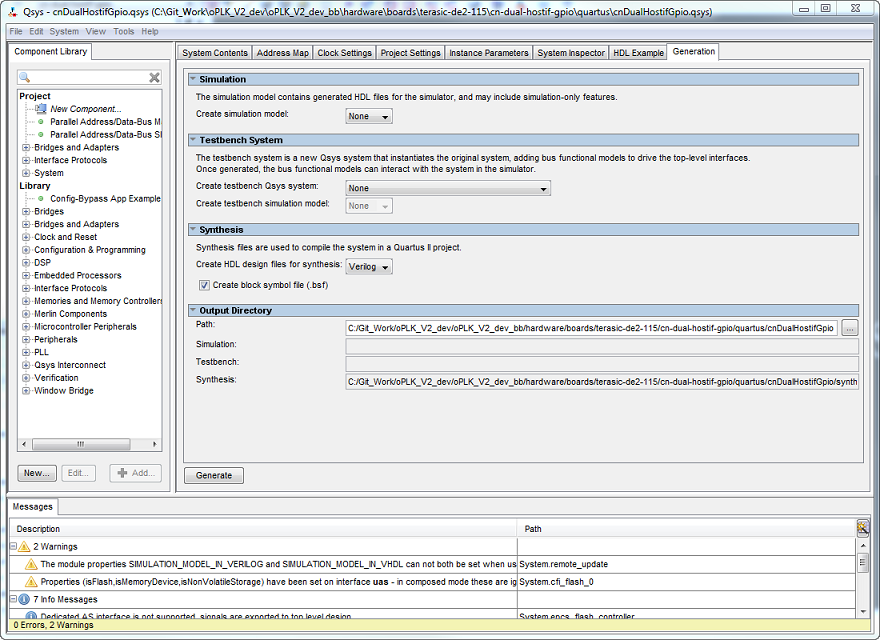 Qsys - cnDualHostifGpio.qsys (C:\Git_Work\oPLK_V2_dev\oPLK_V2_dev_bb\hardware\boards\terasic-de2-115\cn-dual-hostif-gpio\quartus\cnDualHostifGpio.qsys)
File Edit System View Tools Help
Component Library
System Contents Address Map Clock Settings Project Settings Instance Parameters System Inspector HDL Example Generation
Project
New Component...
Parallel Address/Data-Bus M
Parallel Address/Data-Bus Sl
Bridges and Adapters
Interface Protocols
System
Library
Config-Bypass App Example
Bridges
Bridges and Adapters
Clock and Reset
Configuration & Programming
DSP
Embedded Processors
Interface Protocols
Memories and Memory Controllers
Merlin Components
Microcontroller Peripherals
Peripherals
PLL
Qsys Interconnect
Verification
Window Bridge
New... Edit... Add...
Simulation
The simulation model contains generated HDL files for the simulator, and may include simulation-only features.
Create simulation model: None
Testbench System
The testbench system is a new Qsys system that instantiates the original system, adding bus functional models to drive the top-level interfaces.
Once generated, the bus functional models can interact with the system in the simulator.
Create testbench Qsys system: None
Create testbench simulation model: None
Synthesis
Synthesis files are used to compile the system in a Quartus II project.
Create HDL design files for synthesis: Verilog
Create block symbol file (.bsf)
Output Directory
Path: C:/Git_Work/oPLK_V2_dev/oPLK_V2_dev_bb/hardware/boards/terasic-de2-115/cn-dual-hostif-gpio/quartus/cnDualHostifGpio ...
Simulation:
Testbench:
Synthesis: C:/Git_Work/oPLK_V2_dev/oPLK_V2_dev_bb/hardware/boards/terasic-de2-115/cn-dual-hostif-gpio/quartus/cnDualHostifGpio/synth
Generate
Messages
Description Path
2 Warnings
The module properties SIMULATION_MODEL_IN_VERILOG and SIMULATION_MODEL_IN_VHDL can not both be set when us System.remote_update
Properties (isFlash,isMemoryDevice,isNonVolatileStorage) have been set on interface uas - in composed mode these are ig System.cfi_flash_0
7 Info Messages
Dedicated AS interface is not supported, signals are exported to top level design. System.epcs_flash_controller
0 Errors, 2 Warnings